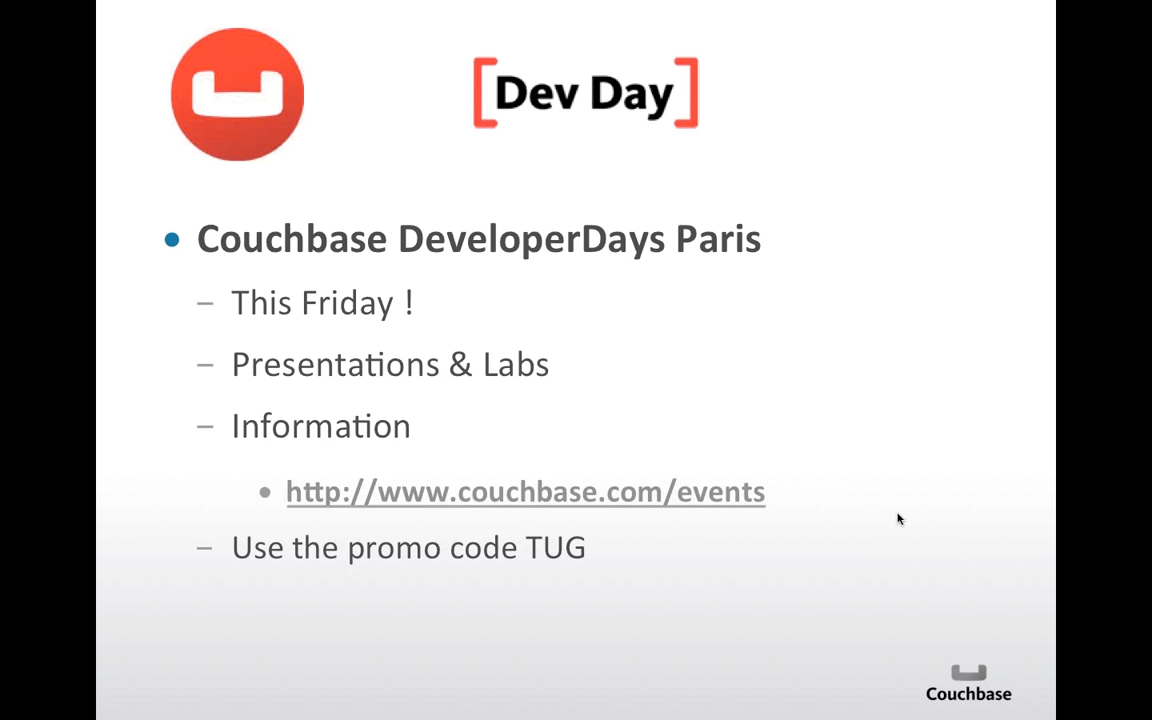 [Dev Day]
• Couchbase DeveloperDays Paris
– This Friday !
– Presentations & Labs
– Information
• http://www.couchbase.com/events
– Use the promo code TUG
Couchbase